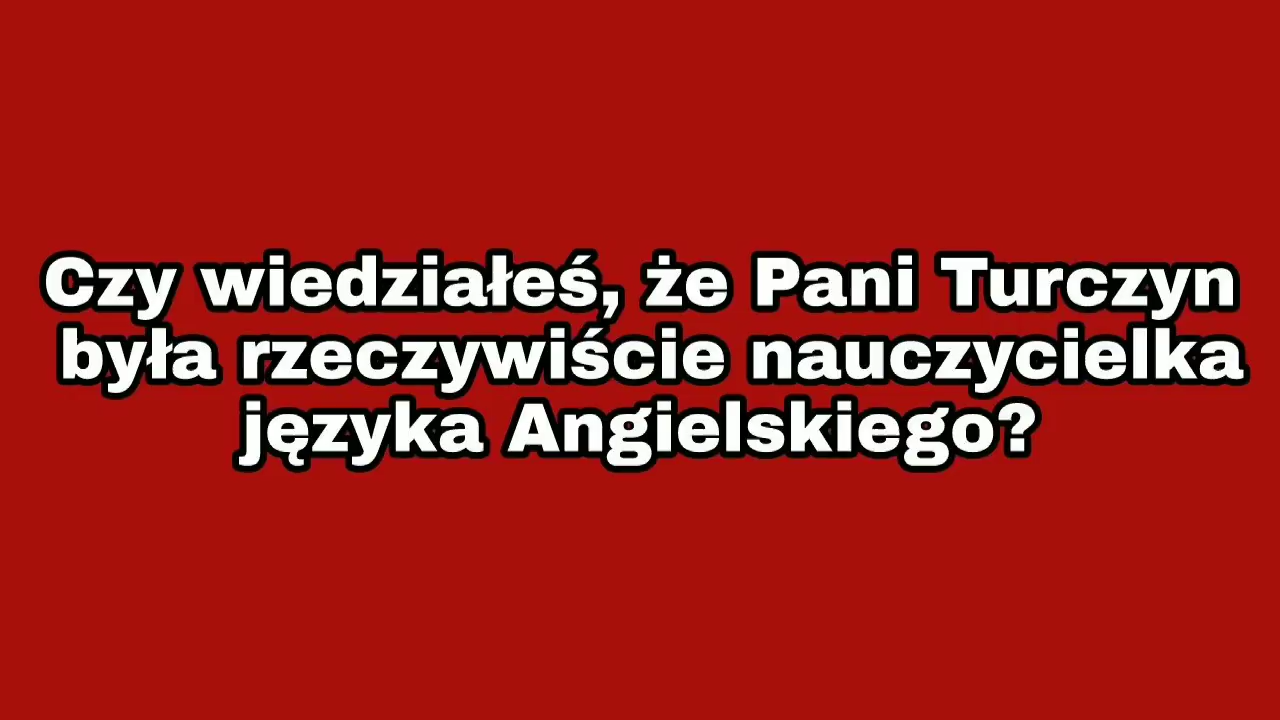 Czy wiedziałeś, że Pani Turczyn
była rzeczywiście nauczycielka
języka Angielskiego?